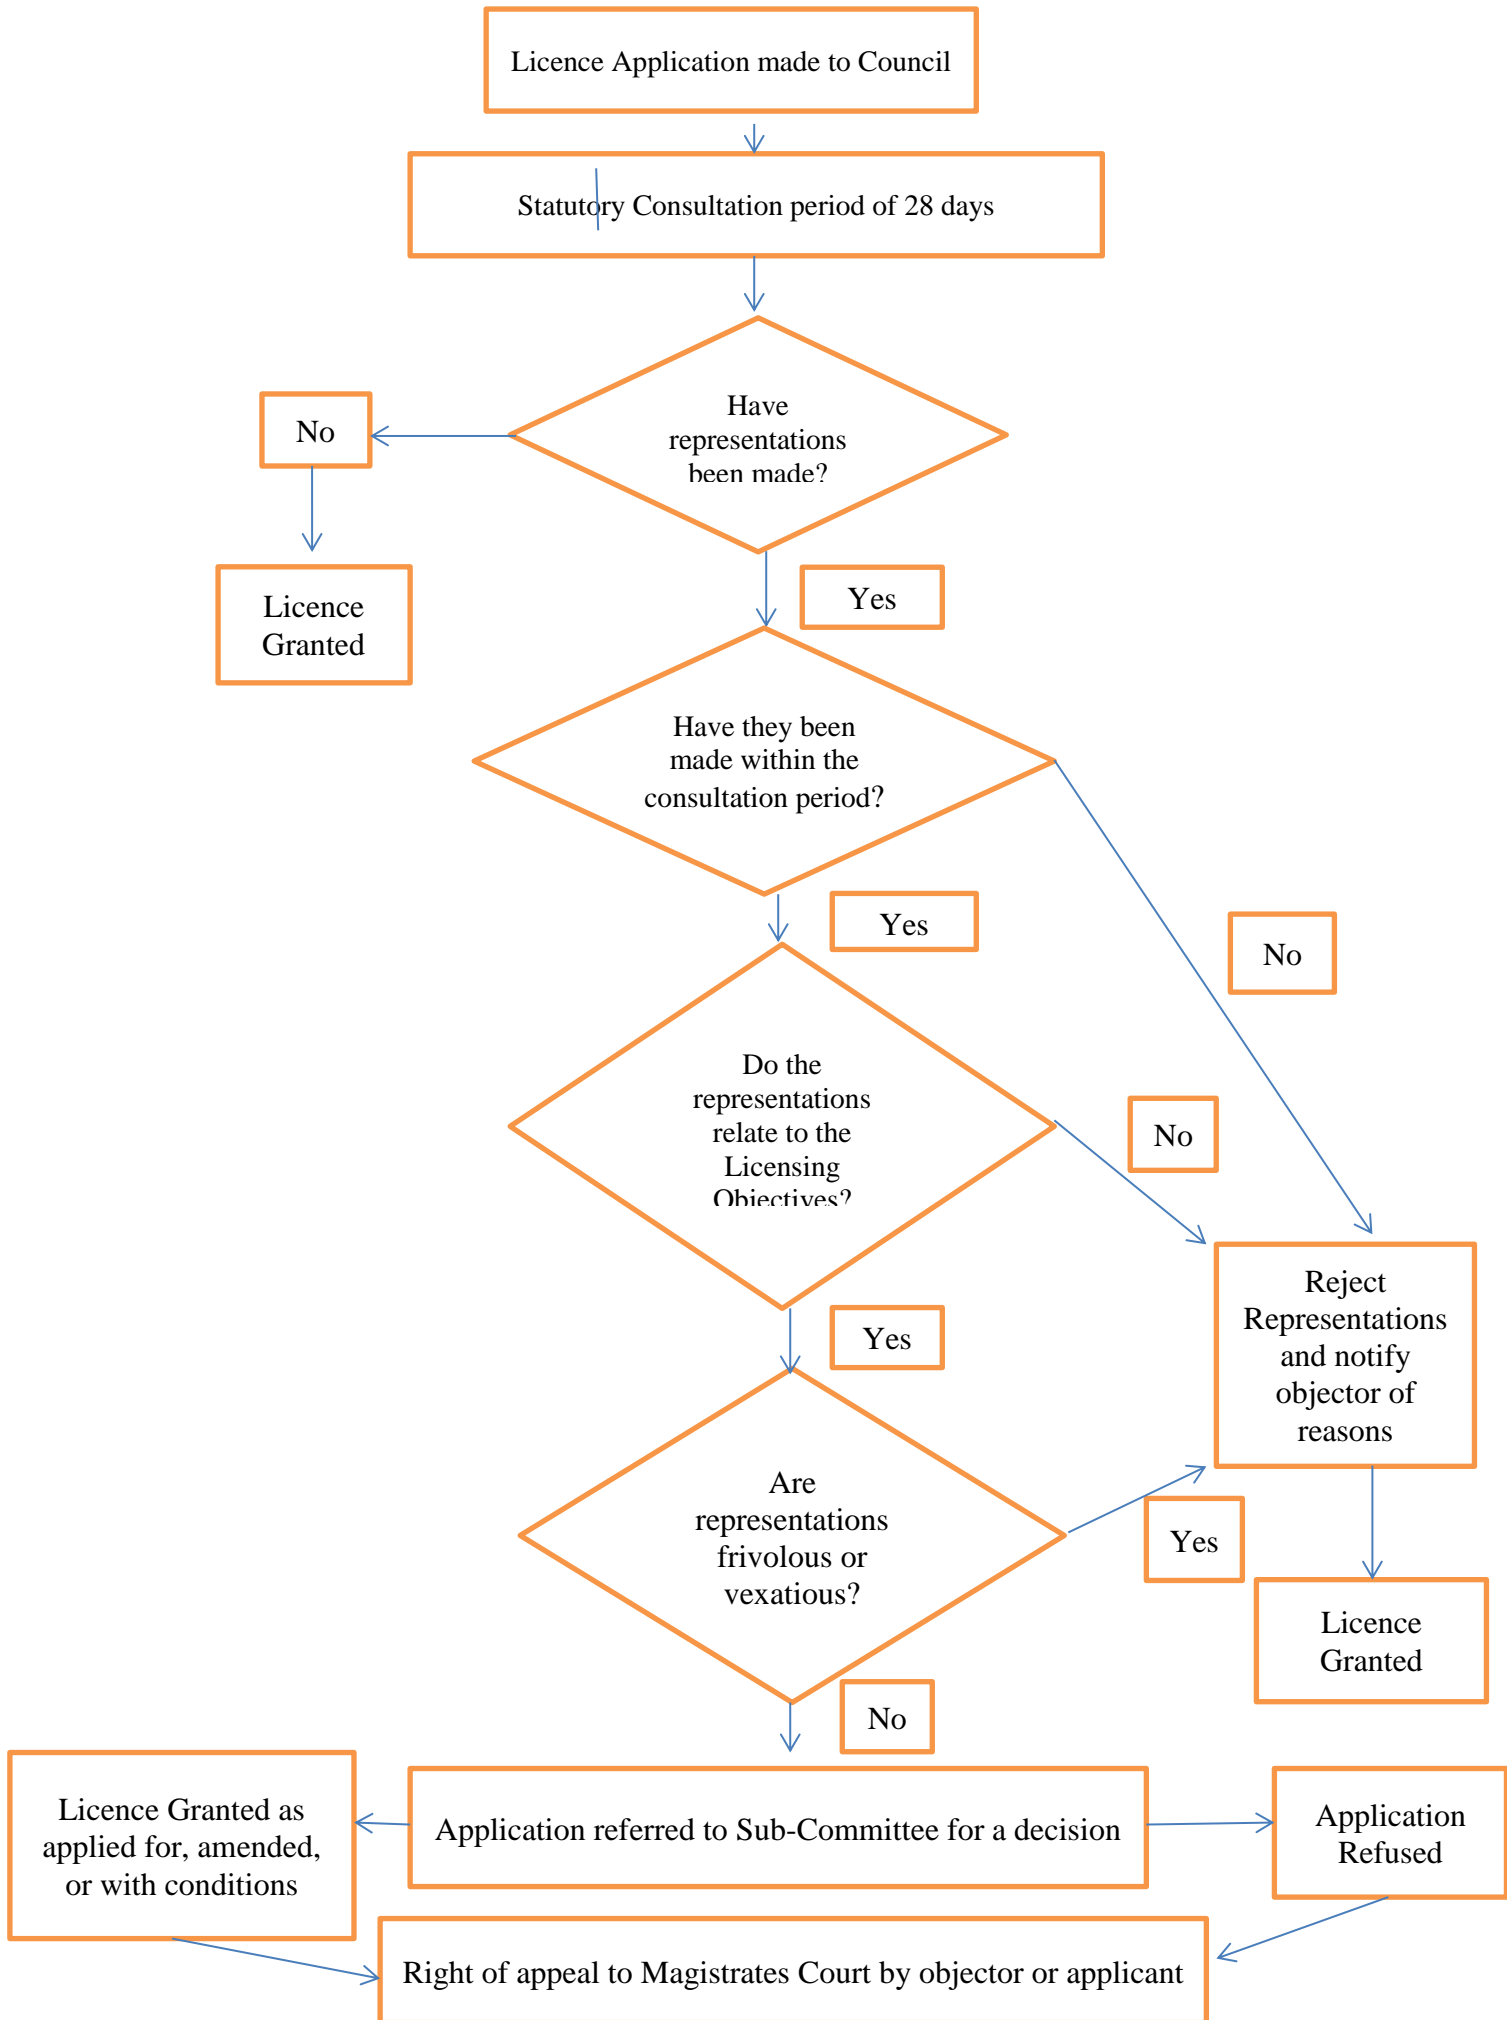 Licence Application made to Council
Statutory Consultation period of 28 days
Have
representations
been made?
No
Licence
Granted
Yes
Have they been
made within the
consultation period?
Yes
No
Do the
representations
relate to the
Licensing
Objectives?
No
Yes
Reject
Representations
and notify
objector of
reasons
Are
representations
frivolous or
vexatious?
Yes
Licence
Granted
No
Licence Granted as
applied for, amended,
or with conditions
Application referred to Sub-Committee for a decision
Application
Refused
Right of appeal to Magistrates Court by objector or applicant